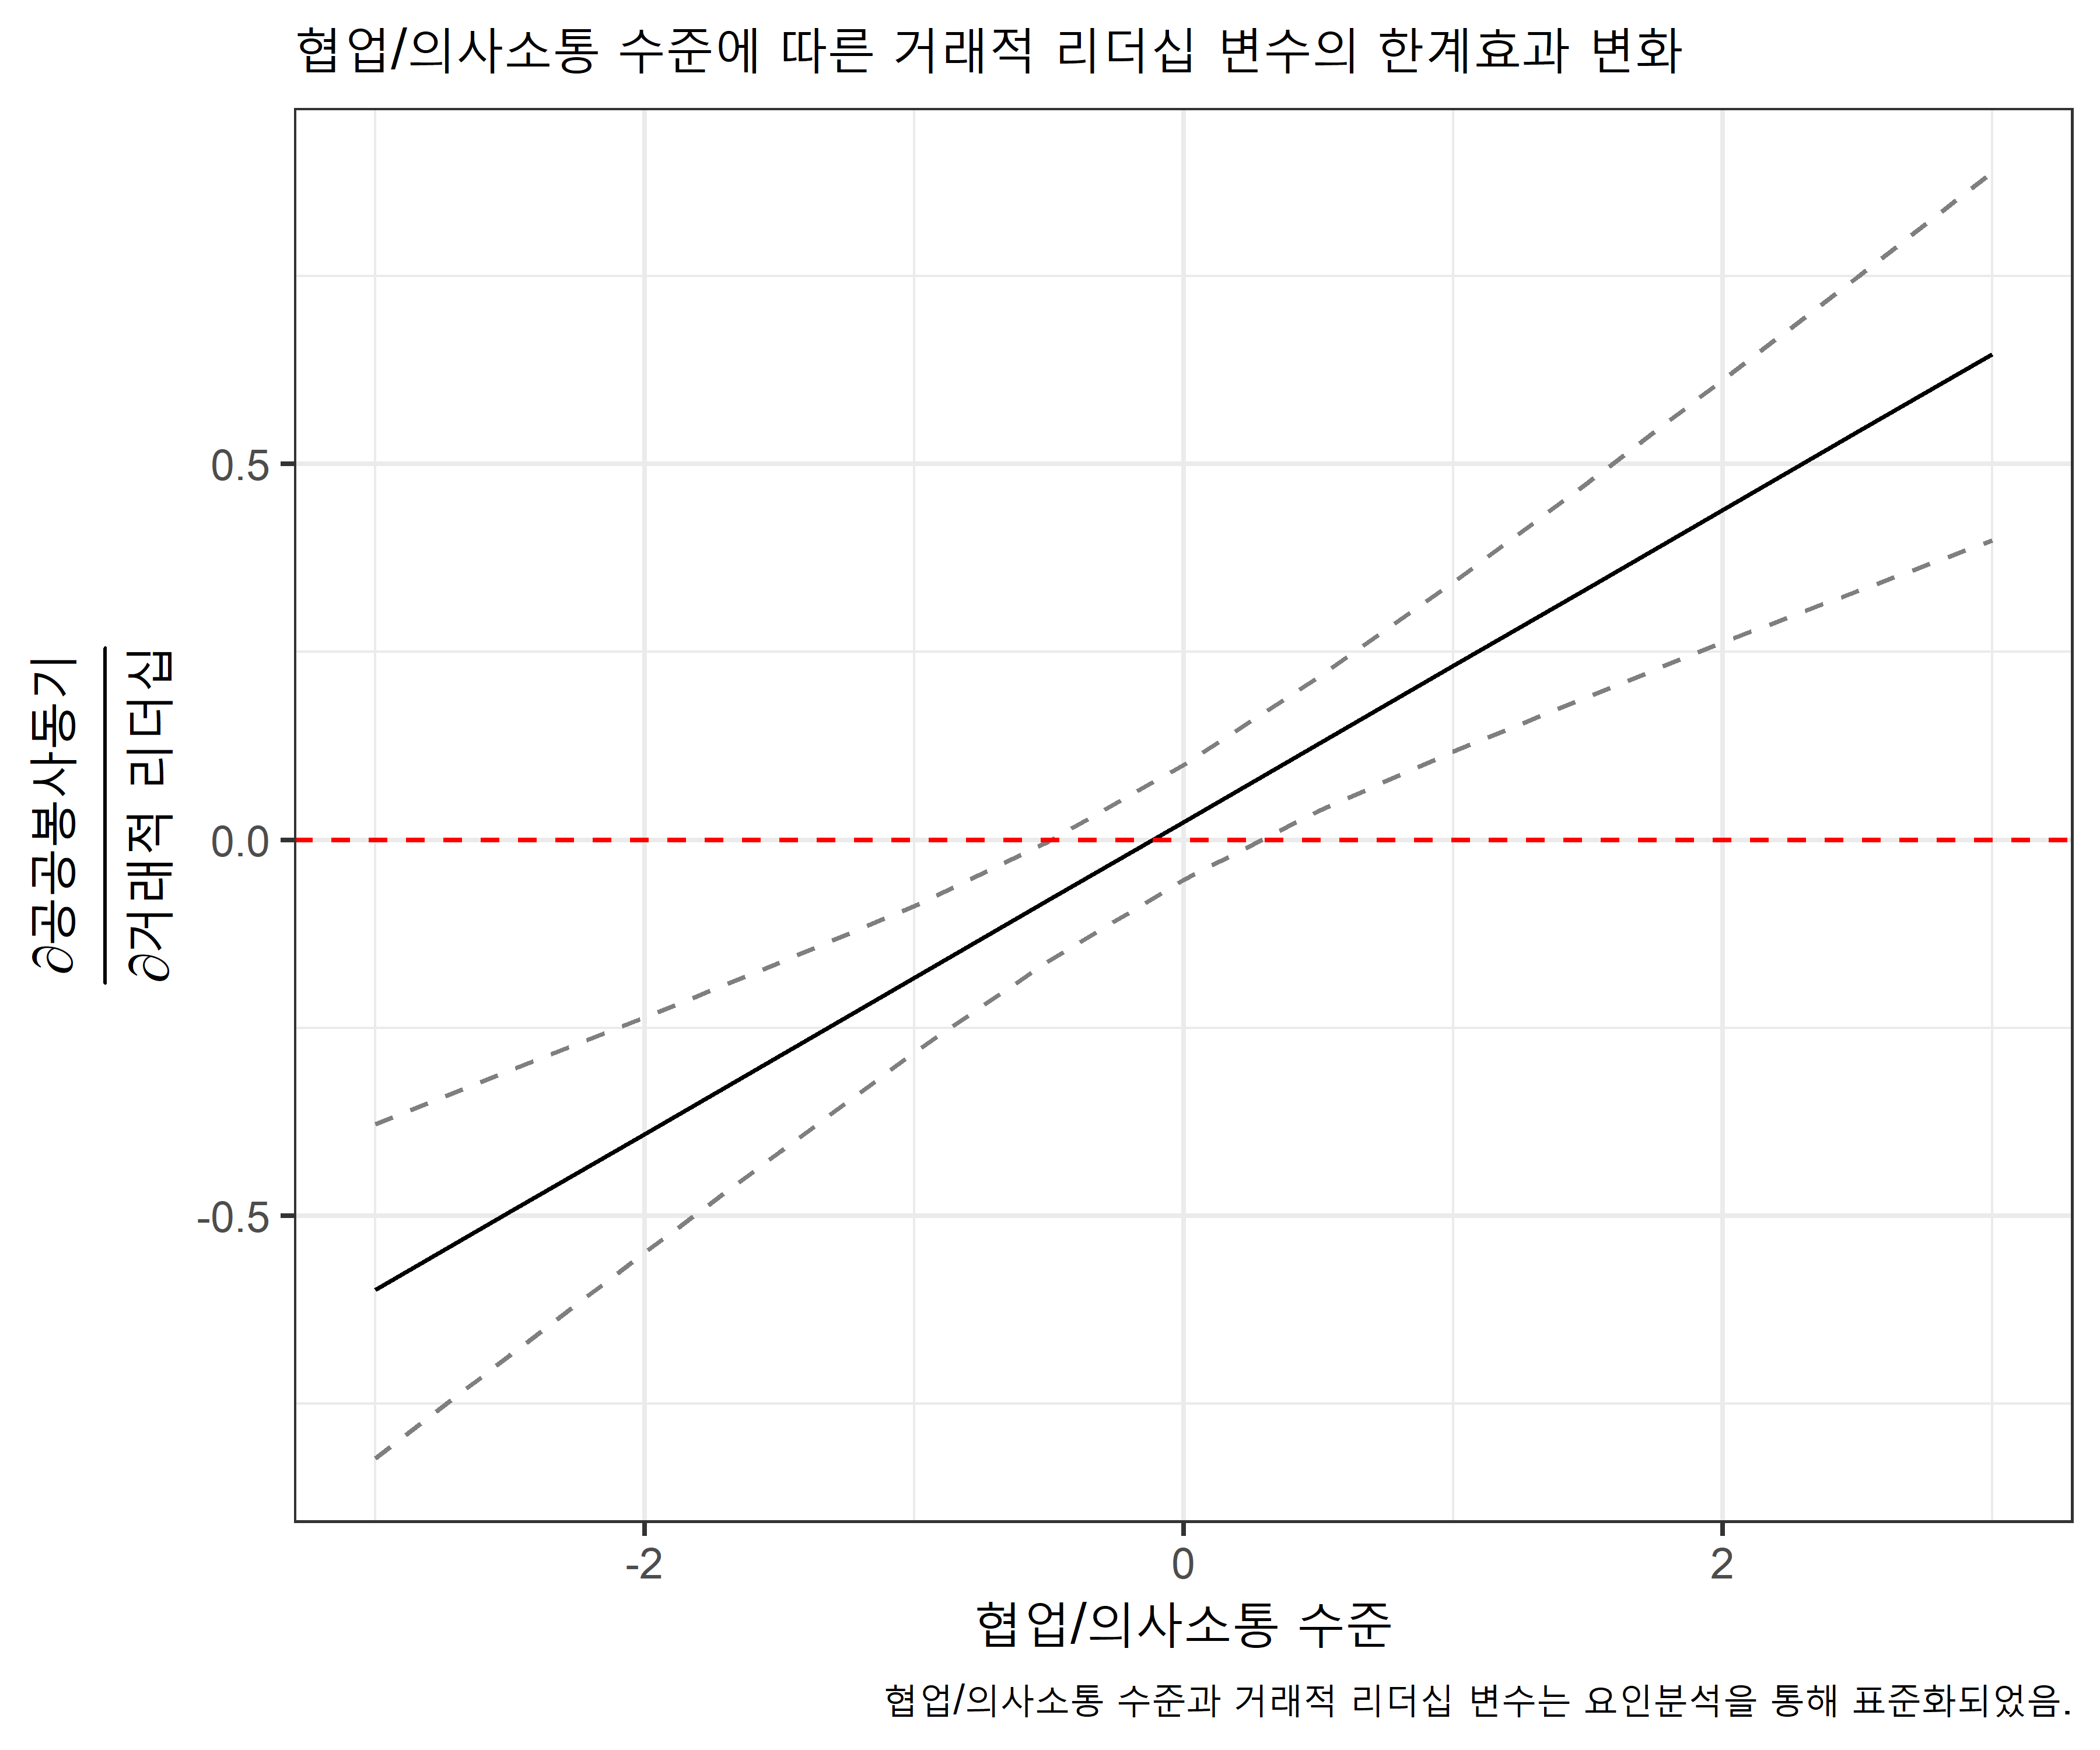 협업/의사소통 수준에 따른 거래적 리더십 변수의 한계효과 변화
∂공공봉사동기
∂거래적 리더십
0.5
0.0
-0.5
-2
0
2
협업/의사소통 수준
협업/의사소통 수준과 거래적 리더십 변수는 요인분석을 통해 표준화되었음.